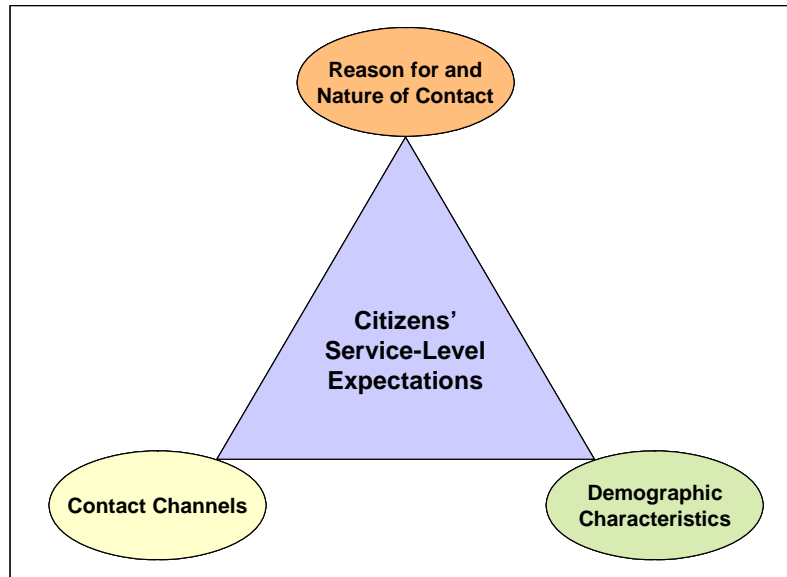 Reason for and
Nature of Contact
Citizens’
Service-Level
Expectations
Contact Channels
Demographic
Characteristics